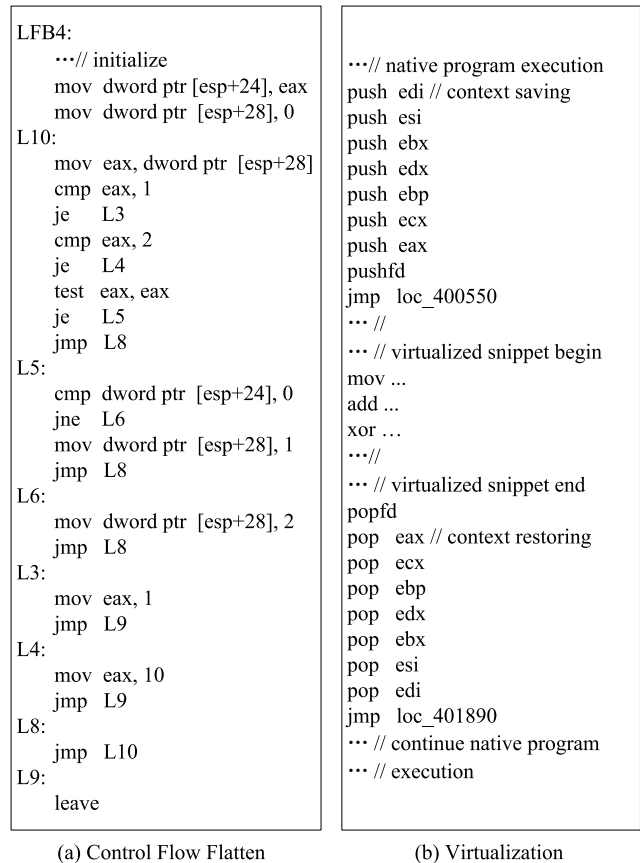 LFB4:
···// initialize
mov dword ptr [esp+24], eax
mov dword ptr [esp+28], 0
L10:
mov eax, dword ptr [esp+28]
cmp eax, 1
je L3
cmp eax, 2
je L4
test eax, eax
je L5
jmp L8
L5:
cmp dword ptr [esp+24], 0
jne L6
mov dword ptr [esp+28], 1
jmp L8
L6:
mov dword ptr [esp+28], 2
jmp L8
L3:
mov eax, 1
jmp L9
L4:
mov eax, 10
jmp L9
L8:
jmp L10
L9:
leave
(a) Control Flow Flatten
···// native program execution
push edi // context saving
push esi
push ebx
push edx
push ebp
push ecx
push eax
pushfd
jmp loc_400550
··· //
··· // virtualized snippet begin
mov ...
add ...
xor …
···//
··· // virtualized snippet end
popfd
pop eax // context restoring
pop ecx
pop ebp
pop edx
pop ebx
pop esi
pop edi
jmp loc_401890
··· // continue native program
··· // execution
(b) Virtualization